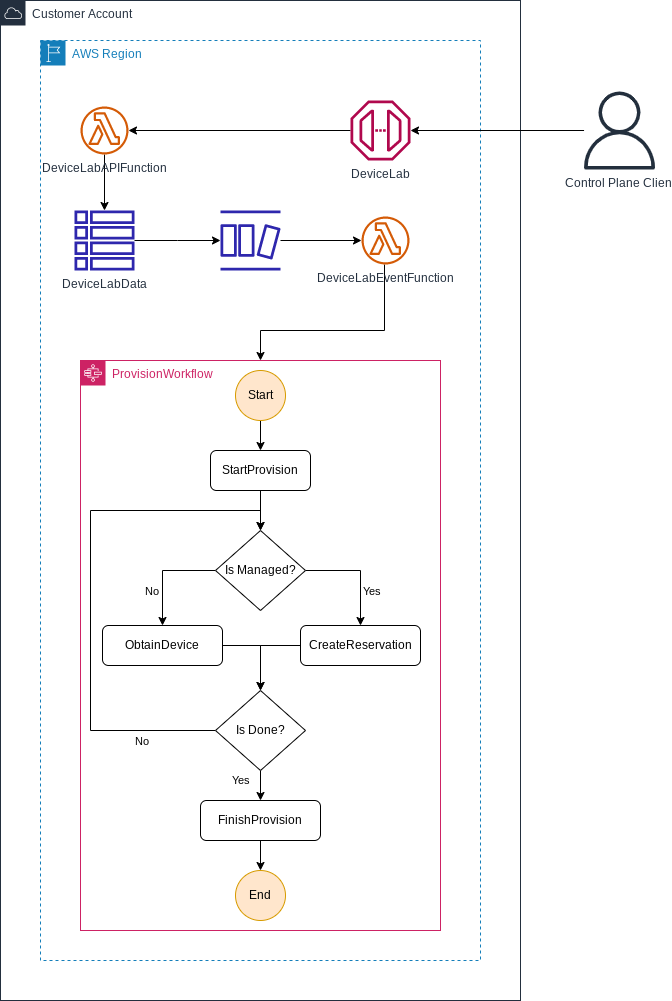 Customer Account
AWS Region
DeviceLabAPIFunction
DeviceLab
Control Plane Clien
DeviceLabData
DeviceLabEventFunction
ProvisionWorkflow
Start
StartProvision
Is Managed?
No
Yes
ObtainDevice
CreateReservation
Is Done?
No
Yes
FinishProvision
End